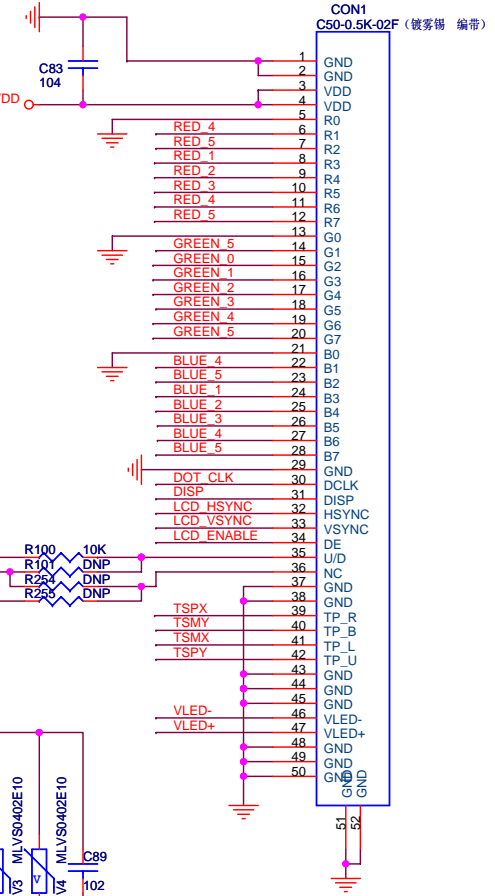 CON1
C50-0.5K-02F（镀雾锡 编带）
C83
104
VDD
1 GND
2 GND
3 VDD
4 VDD
5 R0
RED_4 6 R1
RED_5 7 R2
RED_1 8 R3
RED_2 9 R4
RED_3 10 R5
RED_4 11 R6
RED_5 12 R7
13 G0
GREEN_5 14 G1
GREEN_0 15 G2
GREEN_1 16 G3
GREEN_2 17 G4
GREEN_3 18 G5
GREEN_4 19 G6
GREEN_5 20 G7
21 B0
BLUE_4 22 B1
BLUE_5 23 B2
BLUE_1 24 B3
BLUE_2 25 B4
BLUE_3 26 B5
BLUE_4 27 B6
BLUE_5 28 B7
29 GND
DOT_CLK 30 DCLK
DISP 31 DISP
LCD_HSYNC 32 HSYNC
LCD_VSYNC 33 VSYNC
LCD_ENABLE 34 DE
R100 10K 35 U/D
R101 DNP 36 NC
R254 DNP 37 GND
R255 DNP 38 GND
TSPX 39 TP_R
TSMY 40 TP_B
TSMX 41 TP_L
TSPY 42 TP_U
43 GND
44 GND
45 GND
VLED- 46 VLED-
VLED+ 47 VLED+
48 GND
49 GND
50 GND
GND
GND
51
52
V3
MLVS0402E10
V
V4
MLVS0402E10
C89
102